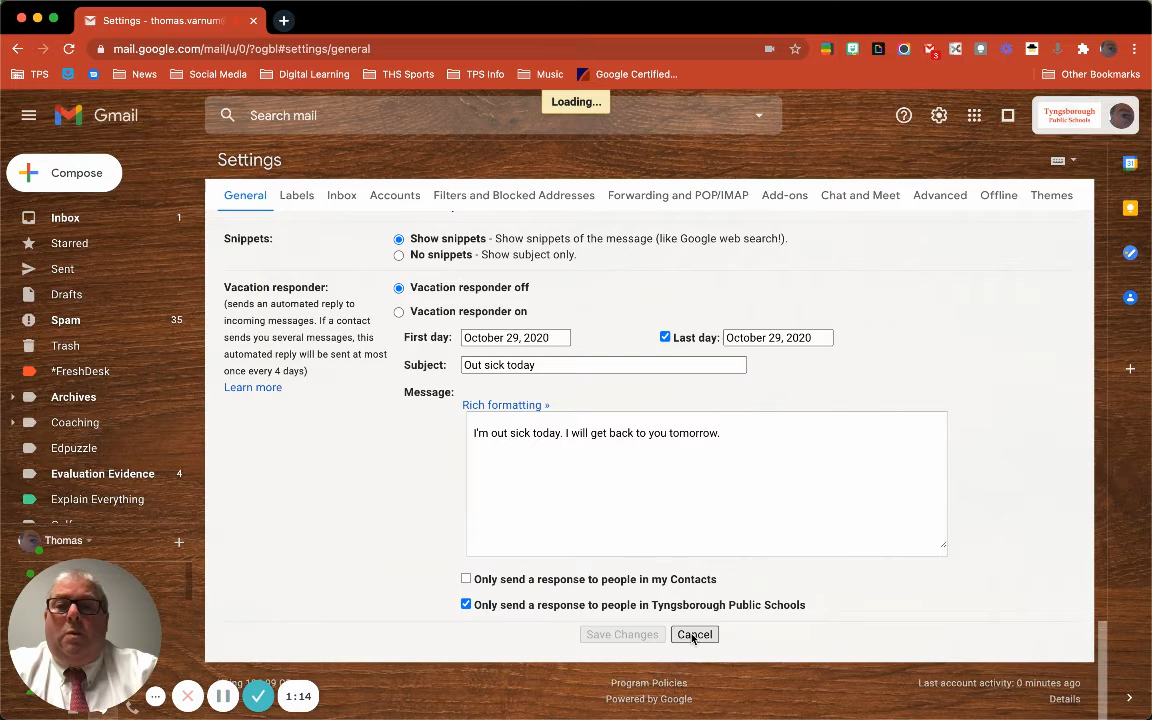 Settings - thomas.varnum
mail.google.com/mail/u/0/?ogbl#settings/general
3
TPS
News
Social Media
Digital Learning
THS Sports
TPS Info
Music
Google Certified...
Other Bookmarks
Loading...
Gmail
Search mail
Tyngsborough
Public Schools
Compose
Settings
General
Labels
Inbox
Accounts
Filters and Blocked Addresses
Forwarding and POP/IMAP
Add-ons
Chat and Meet
Advanced
Offline
Themes
Inbox 1
Starred
Sent
Drafts
Spam 35
Trash
*FreshDesk
Archives
Coaching
Edpuzzle
Evaluation Evidence 4
Explain Everything
Thomas
Snippets:
Show snippets - Show snippets of the message (like Google web search!).
No snippets - Show subject only.
Vacation responder:
(sends an automated reply to
incoming messages. If a contact
sends you several messages, this
automated reply will be sent at most
once every 4 days)
Learn more
Vacation responder off
Vacation responder on
First day: October 29, 2020
Last day: October 29, 2020
Subject: Out sick today
Message:
Rich formatting »
I'm out sick today. I will get back to you tomorrow.
Only send a response to people in my Contacts
Only send a response to people in Tyngsborough Public Schools
Save Changes
Cancel
Program Policies
Powered by Google
Last account activity: 0 minutes ago
Details
1:14